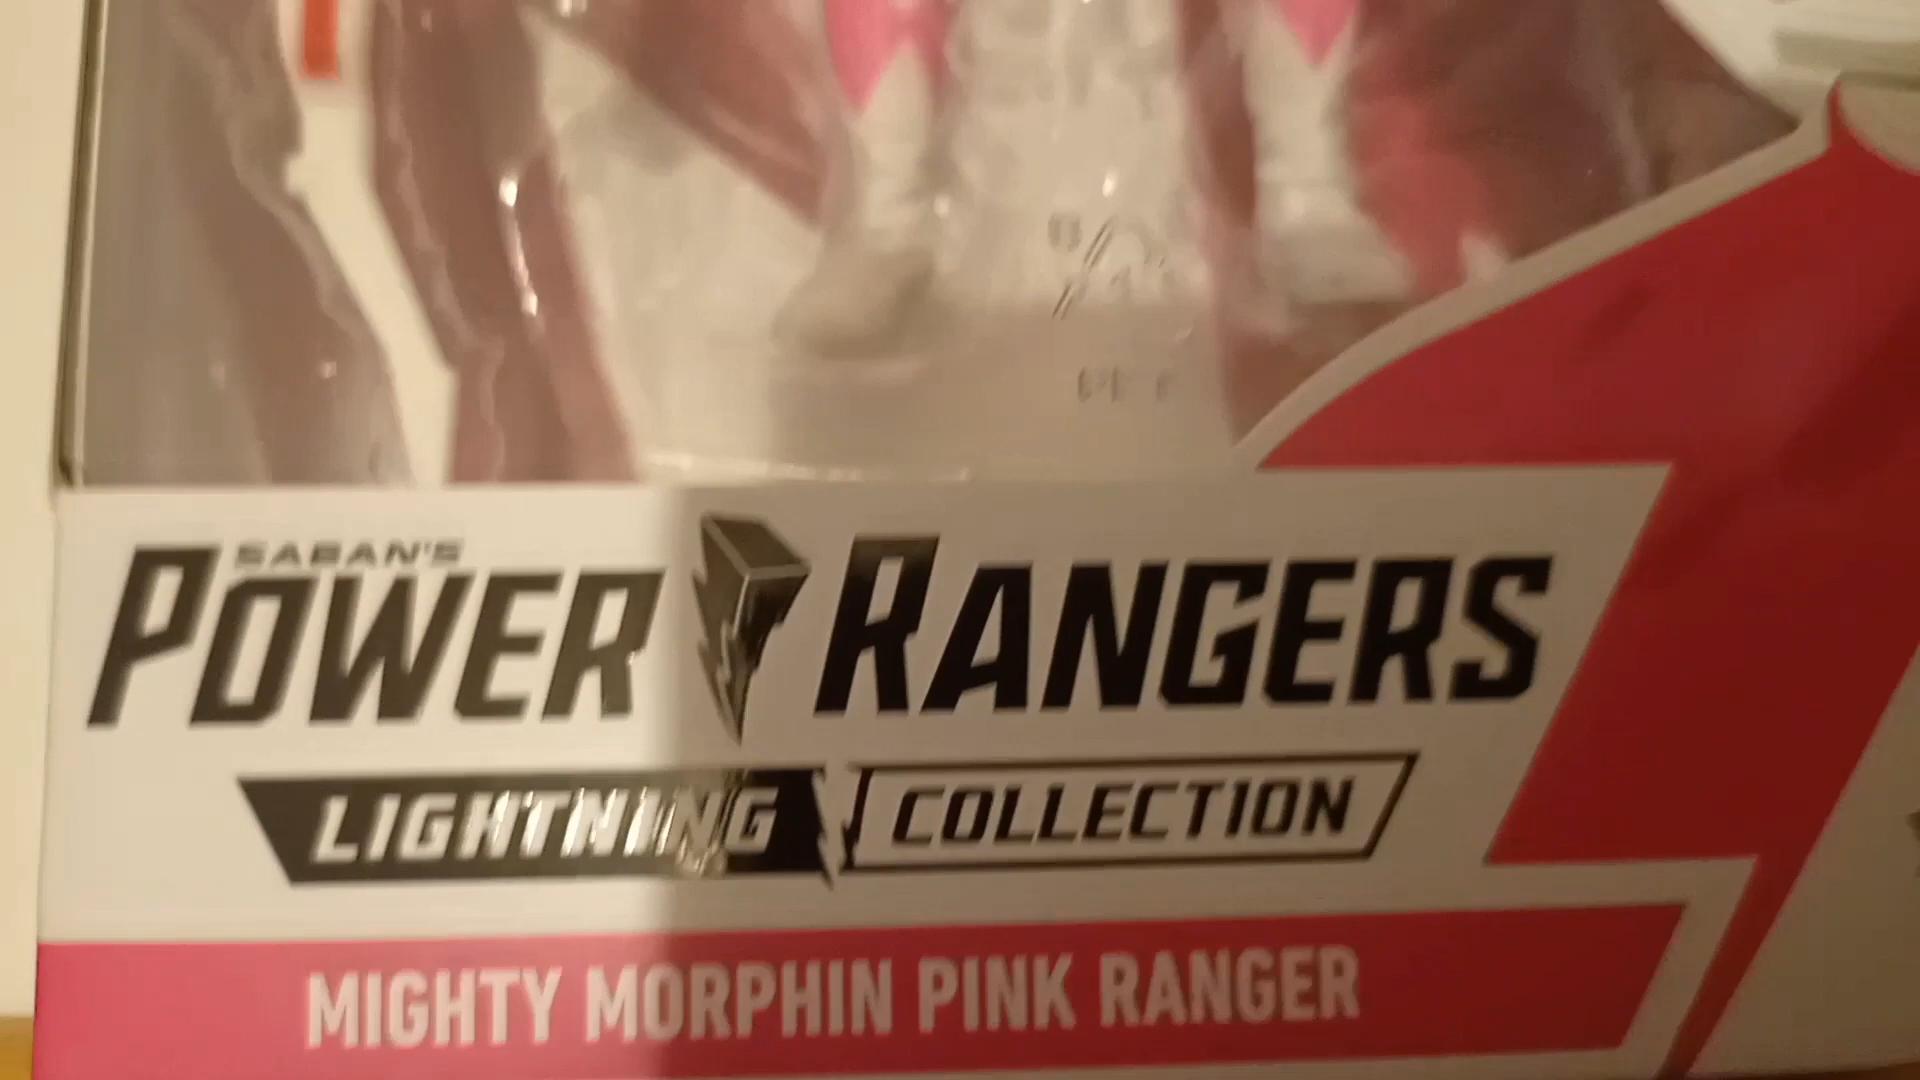 SABAN'S
POWER RANGERS
LIGHTNING COLLECTION
MIGHTY MORPHIN PINK RANGER